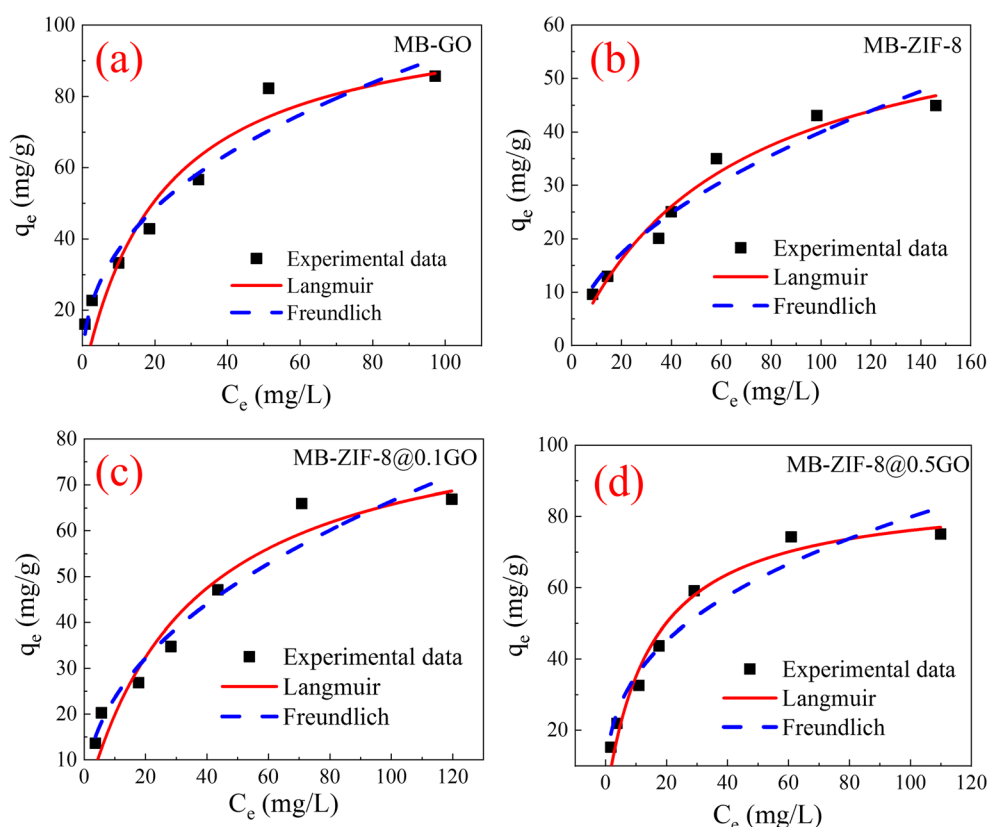 (a)
MB-GO
100
80
60
40
20
qe (mg/g)
Experimental data
Langmuir
Freundlich
0 20 40 60 80 100
Ce (mg/L)
(b)
MB-ZIF-8
60
50
40
30
20
10
0
qe (mg/g)
Experimental data
Langmuir
Freundlich
0 20 40 60 80 100 120 140 160
Ce (mg/L)
(c)
MB-ZIF-8@0.1GO
80
70
60
50
40
30
20
10
qe (mg/g)
Experimental data
Langmuir
Freundlich
0 20 40 60 80 100 120
Ce (mg/L)
(d)
MB-ZIF-8@0.5GO
100
80
60
40
20
qe (mg/g)
Experimental data
Langmuir
Freundlich
0 20 40 60 80 100 120
Ce (mg/L)